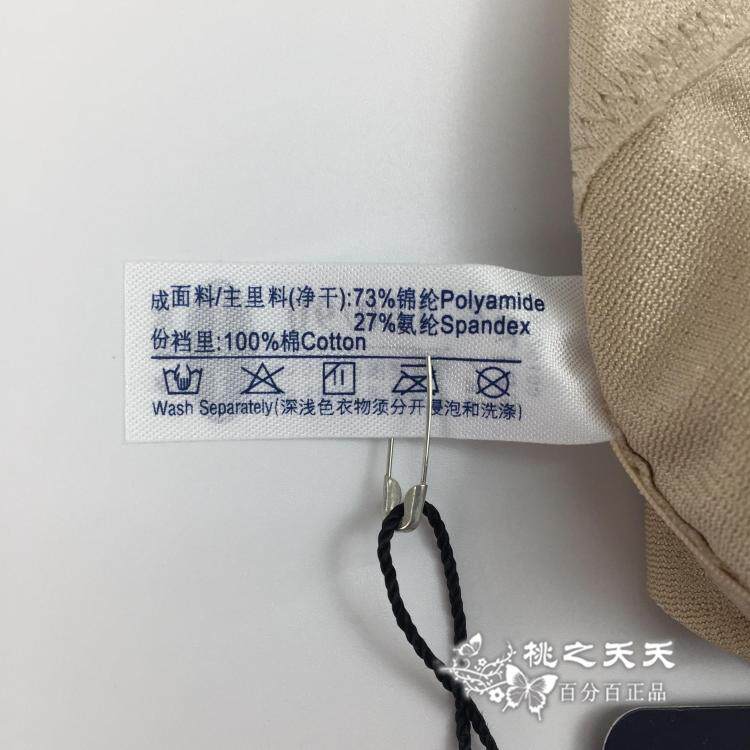 成面料/主里料(净干):73%锦纶Polyamide
27%氨纶Spandex
份裆里:100%棉Cotton
Wash Separately(深浅色衣物须分开浸泡和洗涤)
桃之天天
百分百正品